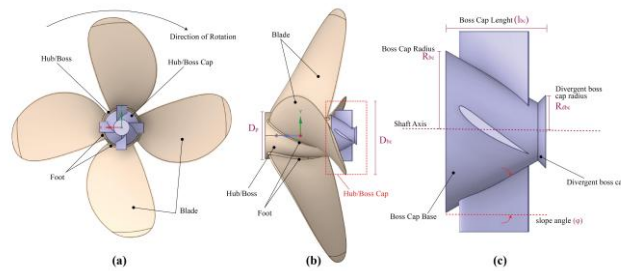 Direction of Rotation
Hub/Boss
Hub/Boss Cap
Foot
Blade
(a)
Blade
Dₚ
Hub/Boss
Foot
Hub/Boss Cap
(b)
Boss Cap Lenght (lbc)
Boss Cap Radius
Rbc
Divergent boss
cap radius
Rdbc
Shaft Axis
Divergent boss ca
Boss Cap Base
slope angle (φ)
(c)